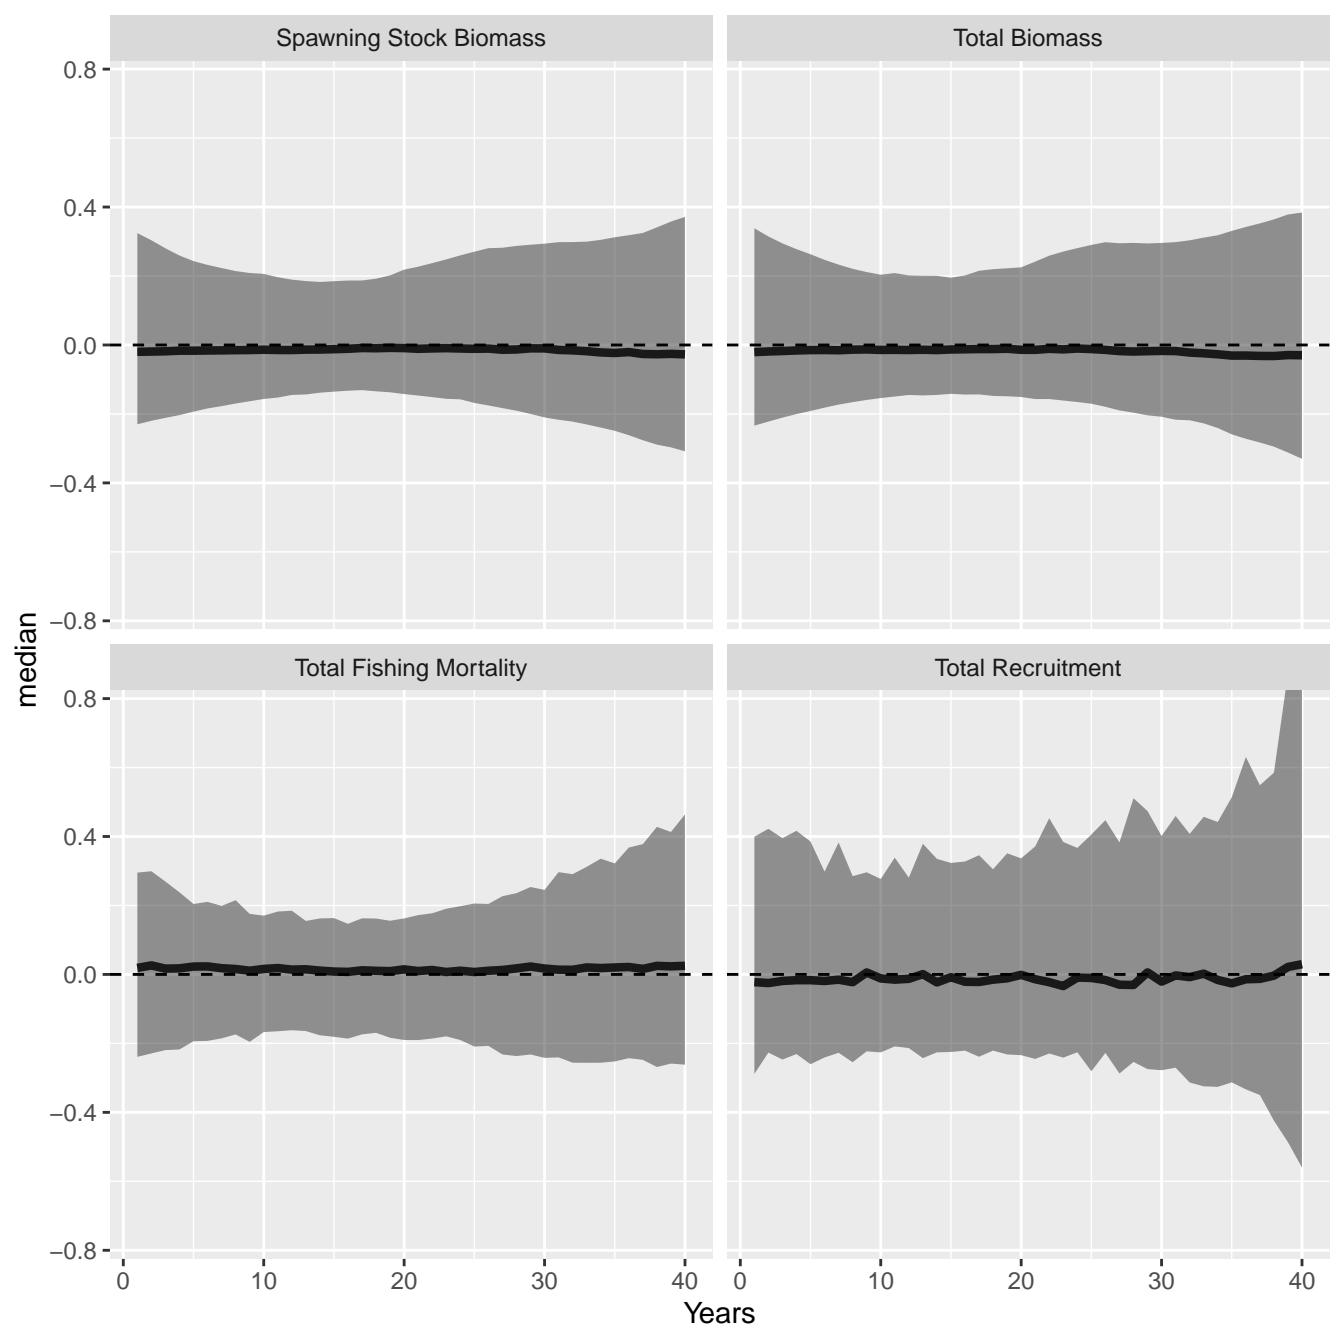 Spawning Stock Biomass
Total Biomass
0.8
0.4
0.0
−0.4
−0.8
median
Total Fishing Mortality
Total Recruitment
0.8
0.4
0.0
−0.4
−0.8
0 10 20 30 40
0 10 20 30 40
Years